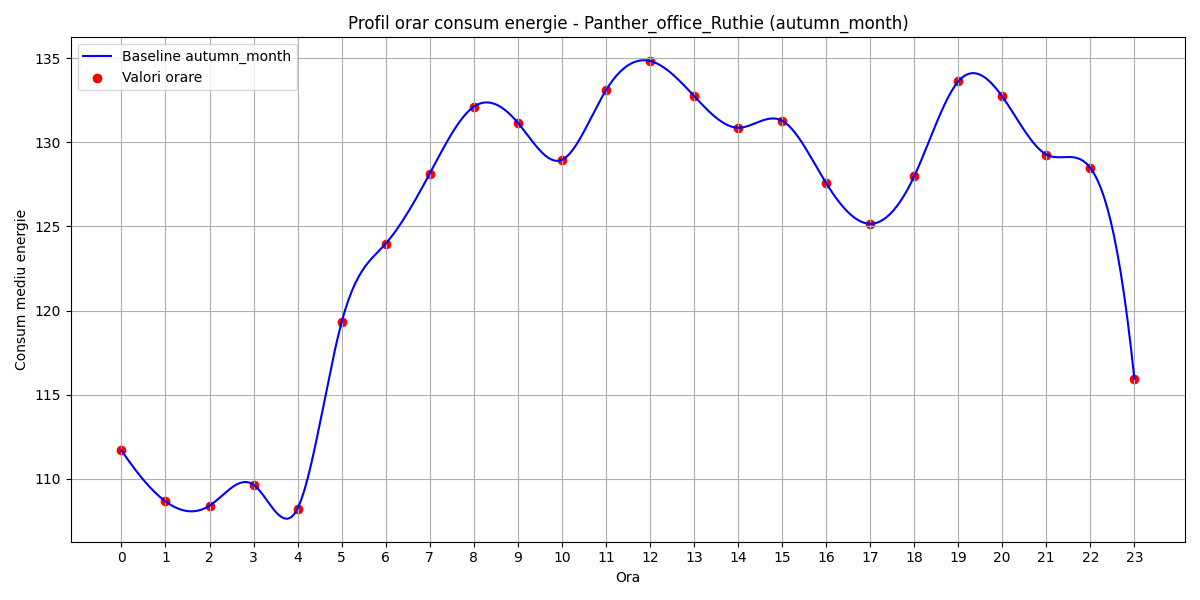 Profil orar consum energie - Panther_office_Ruthie (autumn_month)
Baseline autumn_month
Valori orare
Consum mediu energie
135
130
125
120
115
110
0 1 2 3 4 5 6 7 8 9 10 11 12 13 14 15 16 17 18 19 20 21 22 23
Ora